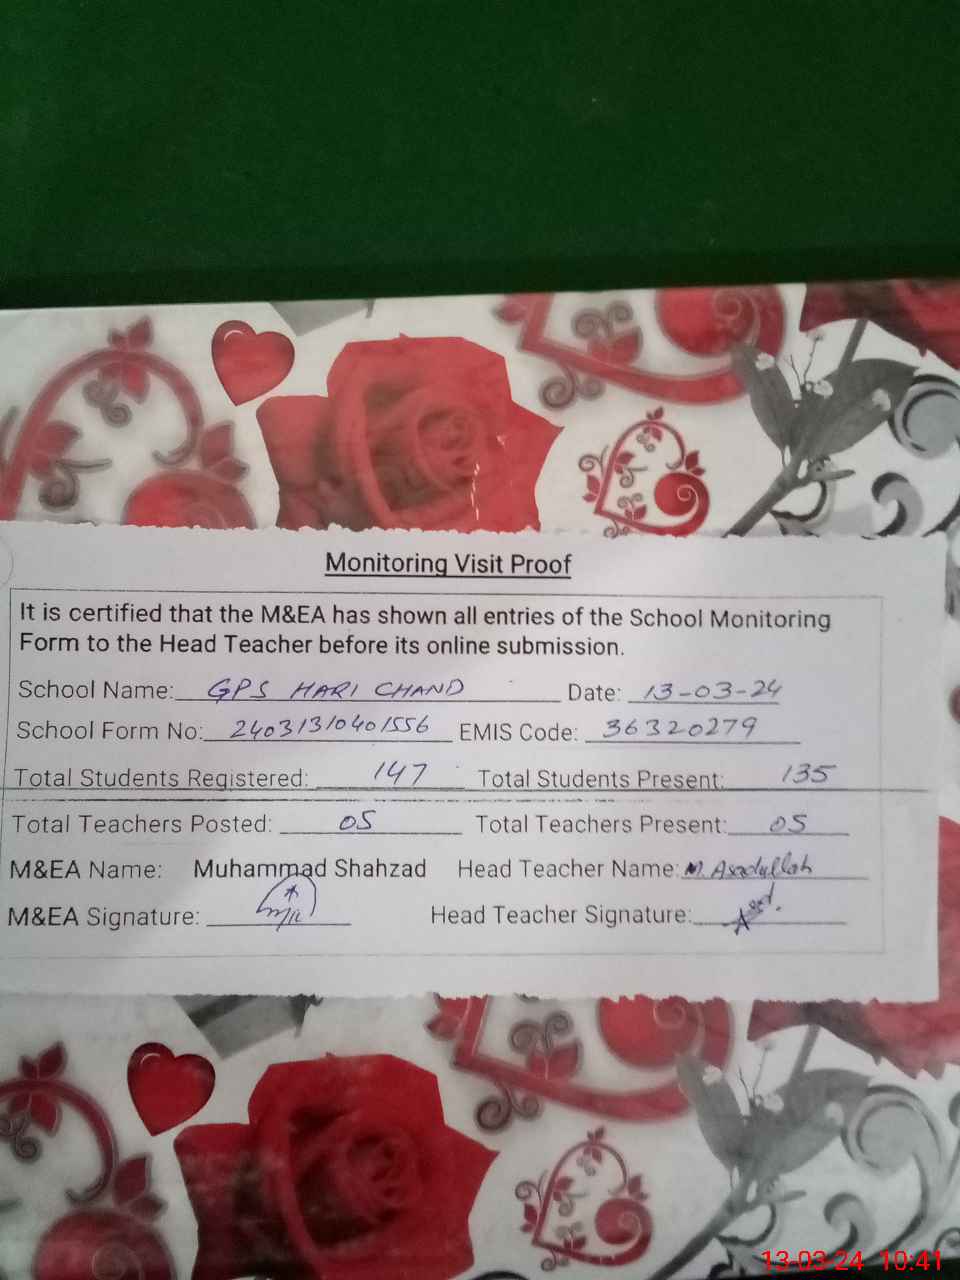 Monitoring Visit Proof
It is certified that the M&EA has shown all entries of the School Monitoring
Form to the Head Teacher before its online submission.
School Name: GPS HARI CHAND Date: 13-03-24
School Form No: 24031310401556 EMIS Code: 36320279
Total Students Registered: 147 Total Students Present: 135
Total Teachers Posted: 05 Total Teachers Present: 05
M&EA Name: Muhammad Shahzad Head Teacher Name: M. Asadullah
M&EA Signature: Head Teacher Signature:
13-03-24 10:41